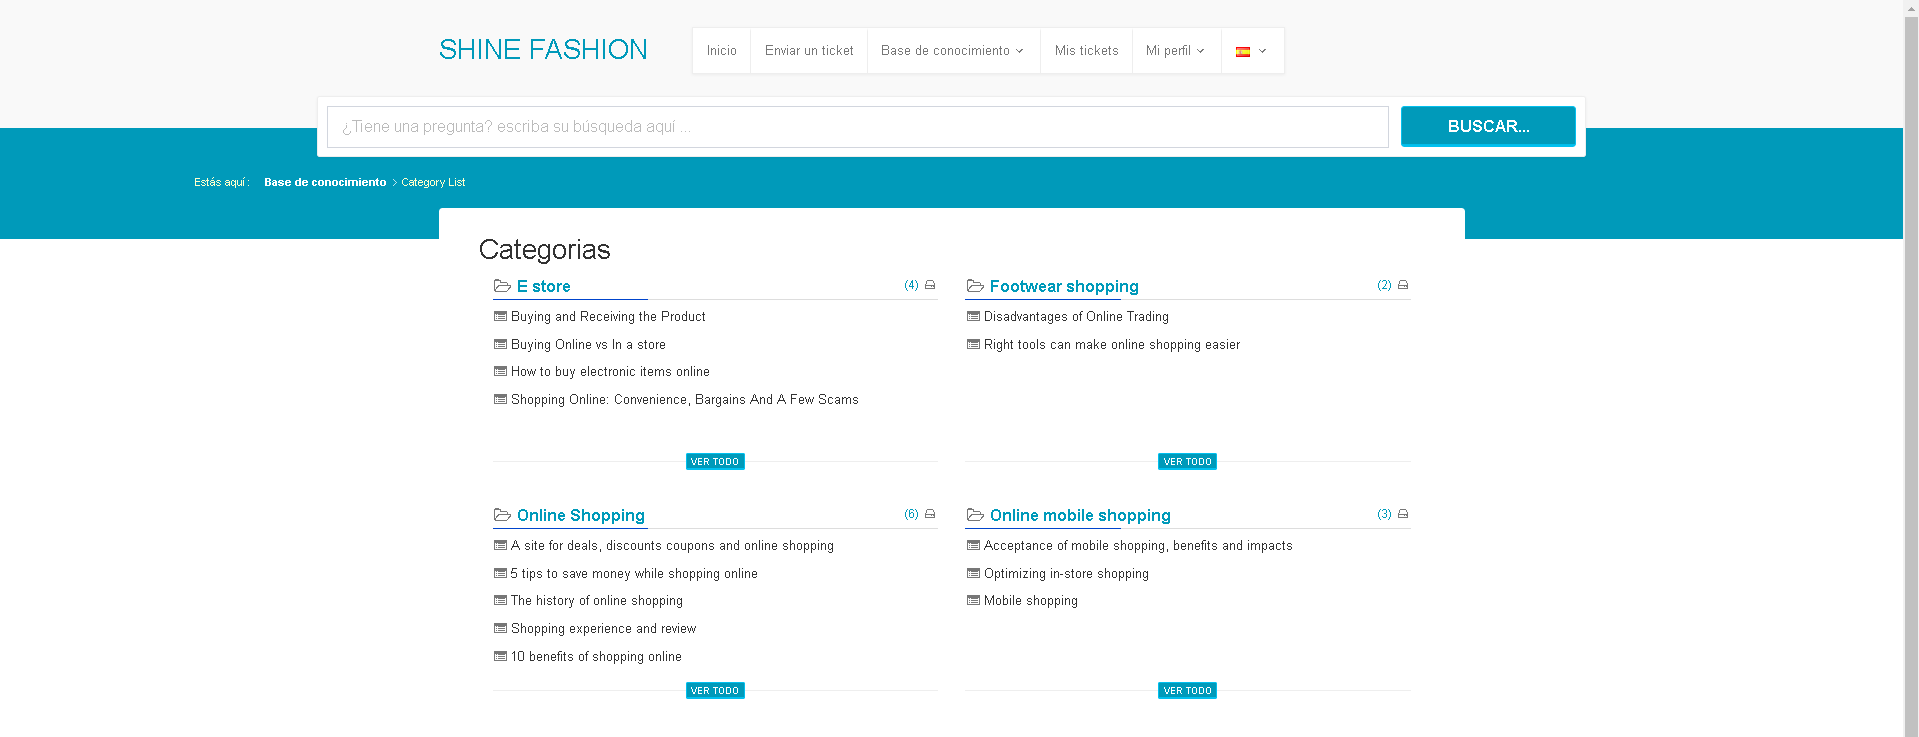 SHINE FASHION
Inicio
Enviar un ticket
Base de conocimiento
Mis tickets
Mi perfil
¿Tiene una pregunta? escriba su búsqueda aquí ...
BUSCAR...
Estás aquí : Base de conocimiento > Category List
Categorias
E store (4)
Buying and Receiving the Product
Buying Online vs In a store
How to buy electronic items online
Shopping Online: Convenience, Bargains And A Few Scams
VER TODO
Footwear shopping (2)
Disadvantages of Online Trading
Right tools can make online shopping easier
VER TODO
Online Shopping (6)
A site for deals, discounts coupons and online shopping
5 tips to save money while shopping online
The history of online shopping
Shopping experience and review
10 benefits of shopping online
VER TODO
Online mobile shopping (3)
Acceptance of mobile shopping, benefits and impacts
Optimizing in-store shopping
Mobile shopping
VER TODO